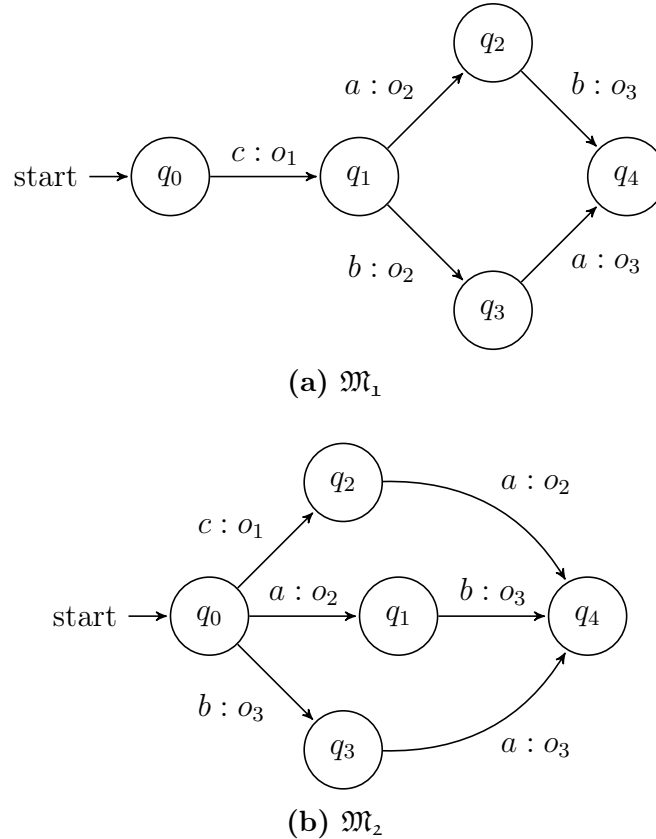 q₂
a : o₂
b : o₃
start
q₀
c : o₁
q₁
q₄
b : o₂
a : o₃
q₃
(a) 𝔐₁
q₂
a : o₂
c : o₁
start
q₀
a : o₂
q₁
b : o₃
q₄
b : o₃
a : o₃
q₃
(b) 𝔐₂